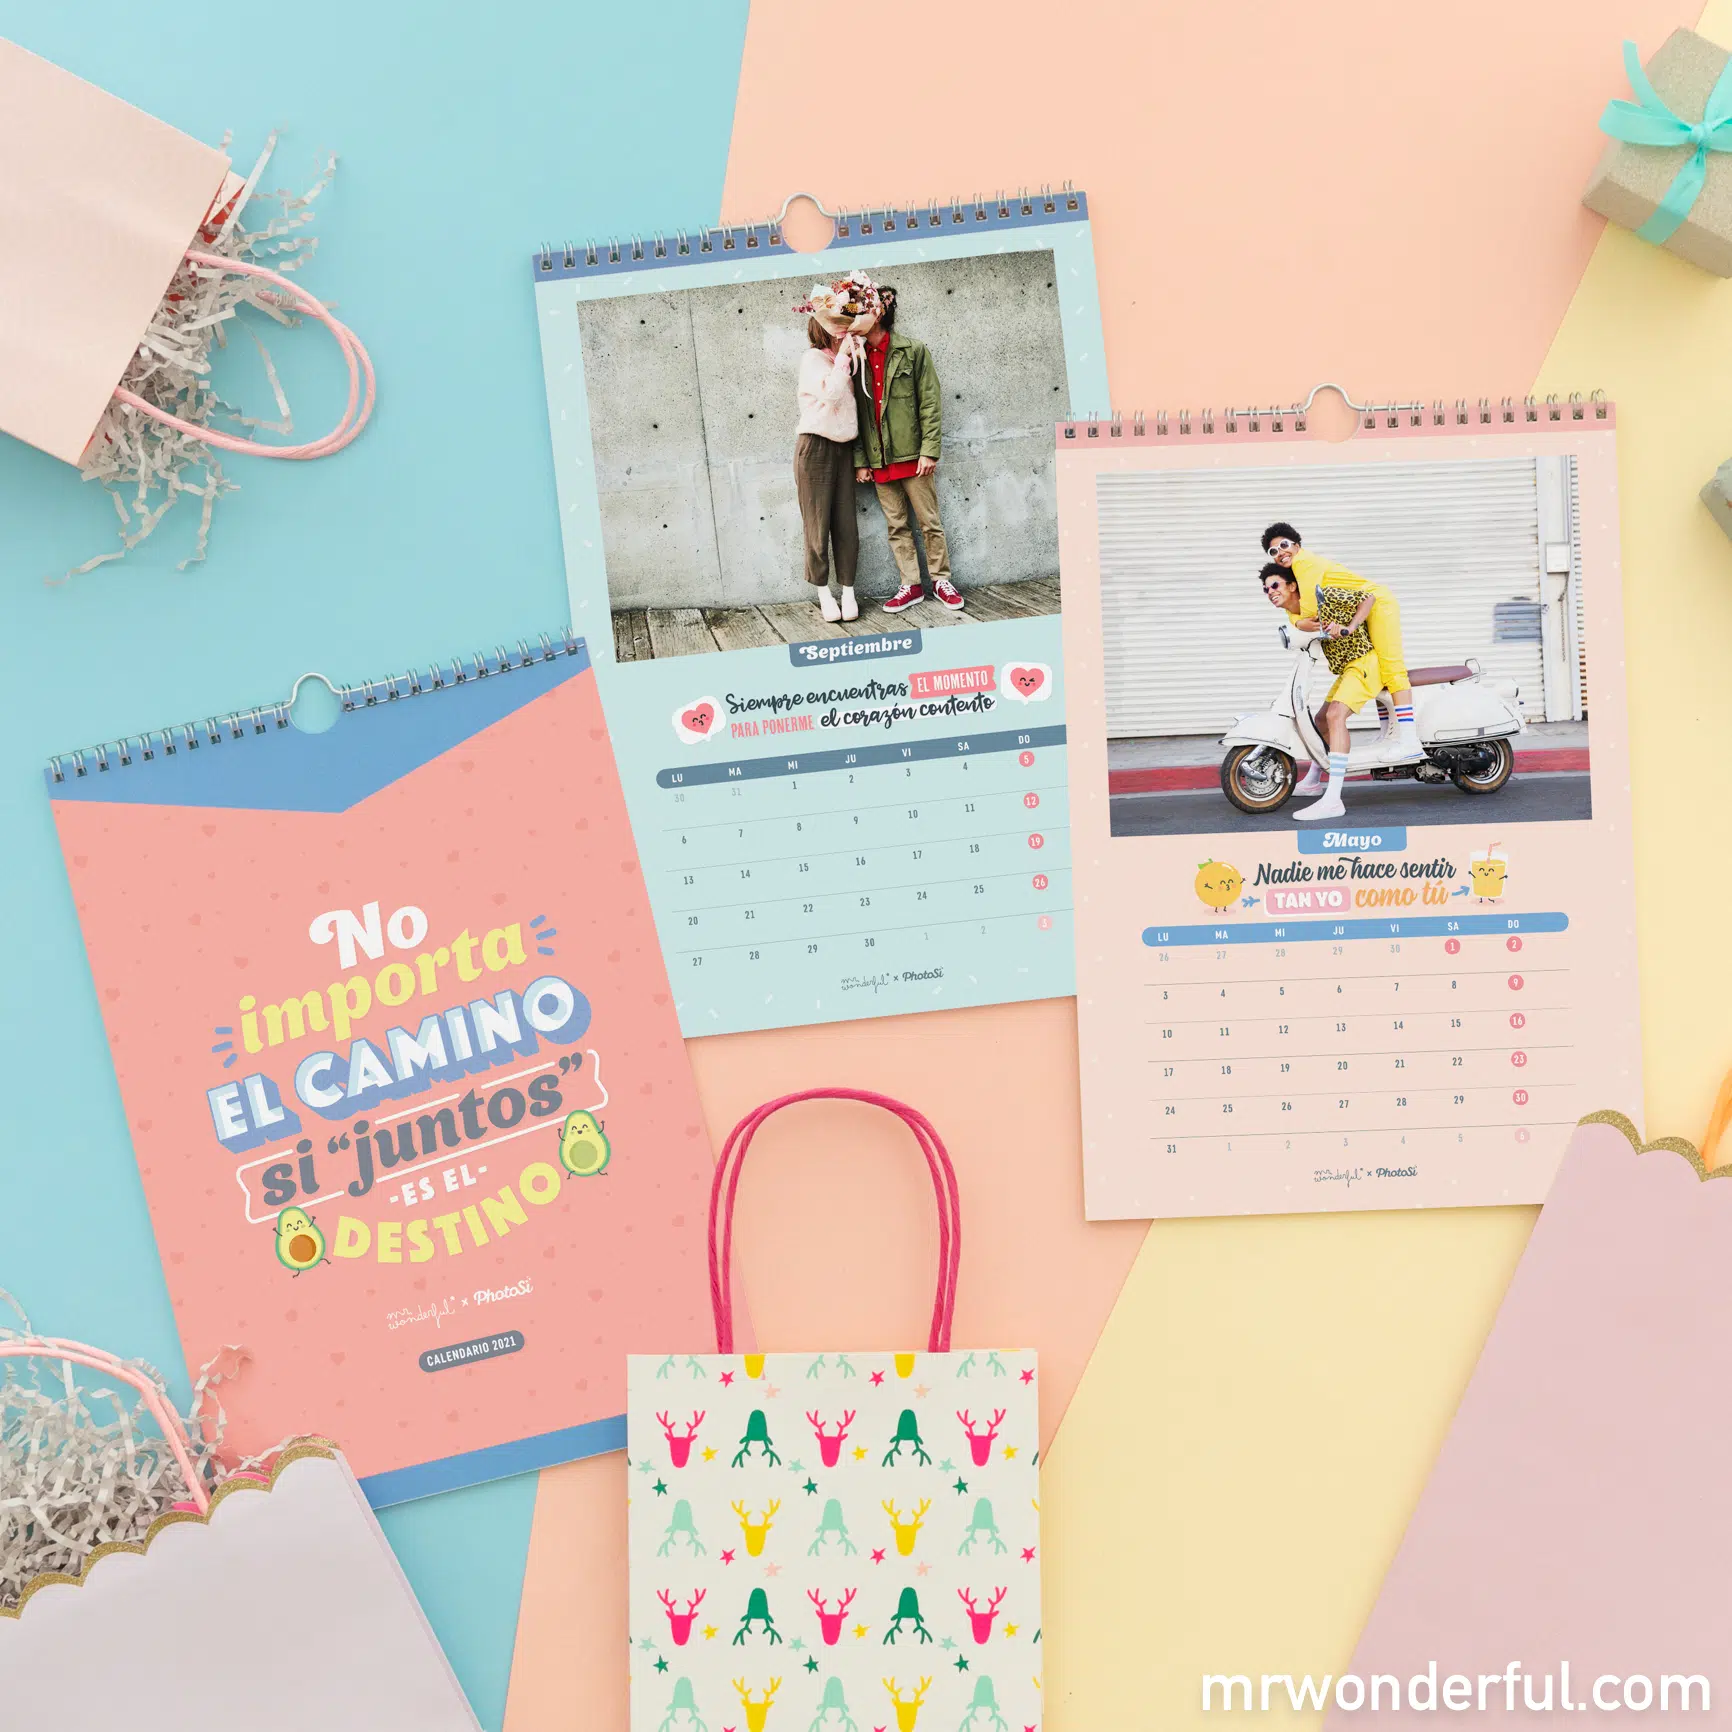 Septiembre
Siempre encuentras EL MOMENTO
PARA PONERME el corazón contento
LU MA MI JU VI SA DO
30 31 1 2 3 4 5
6 7 8 9 10 11 12
13 14 15 16 17 18 19
20 21 22 23 24 25 26
27 28 29 30 1 2 3
mr. wonderful* x PhotoSì
Mayo
Nadie me hace sentir
TAN YO como tú
LU MA MI JU VI SA DO
26 27 28 29 30 1 2
3 4 5 6 7 8 9
10 11 12 13 14 15 16
17 18 19 20 21 22 23
24 25 26 27 28 29 30
31 1 2 3 4 5 6
mr. wonderful* x PhotoSì
No
importa
EL CAMINO
si “juntos”
-ES EL-
DESTINO
mr. wonderful* x PhotoSì
CALENDARIO 2021
mrwonderful.com